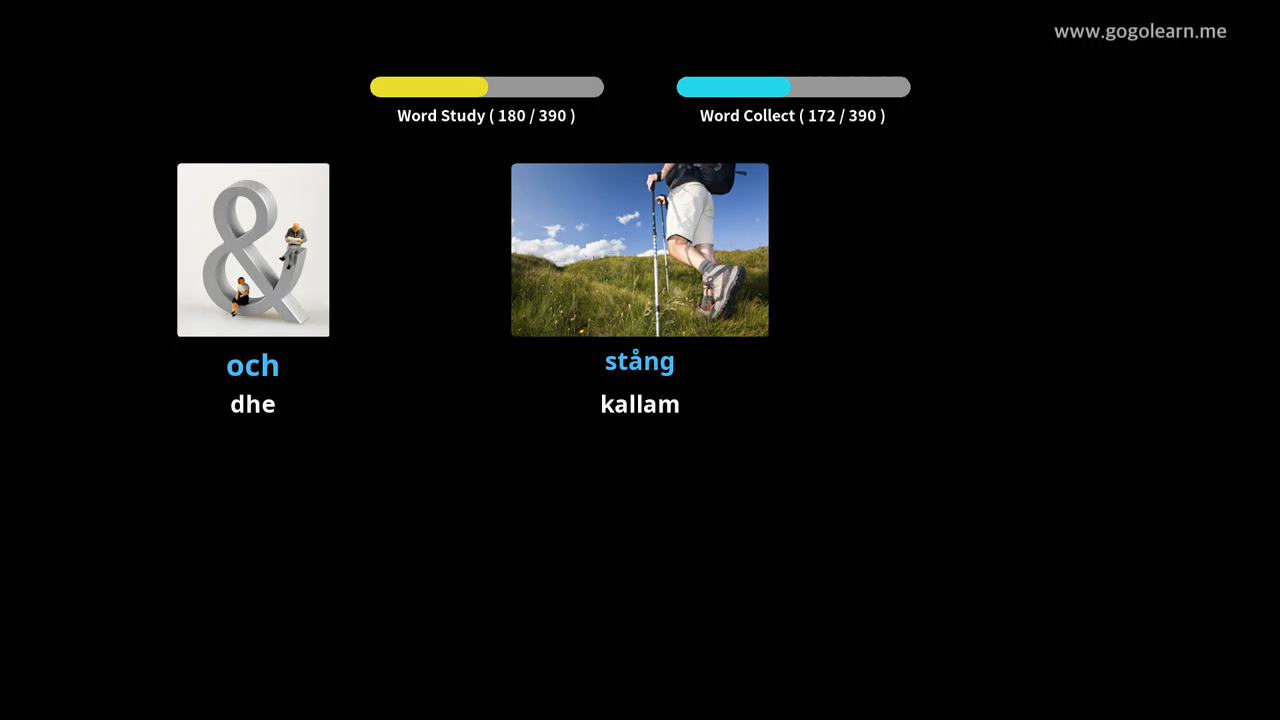 www.gogolearn.me
Word Study ( 180 / 390 )
Word Collect ( 172 / 390 )
&
och
dhe
stång
kallam